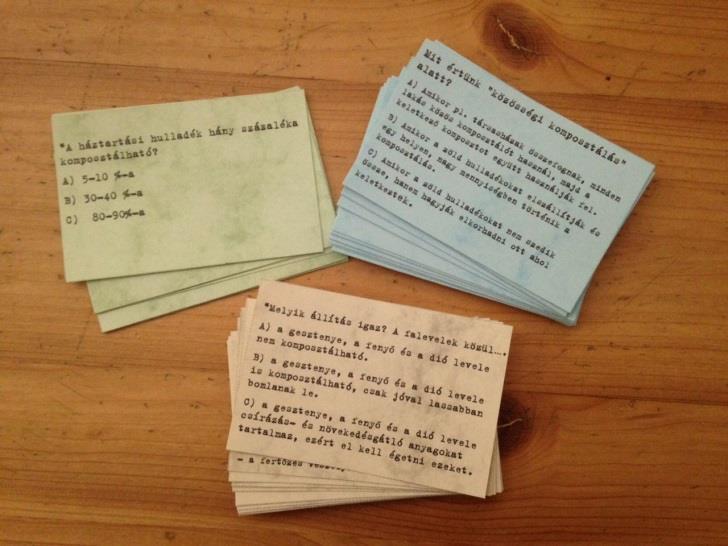 "A háztartási hulladék hány százaléka
komposztálható?
A) 5-10 %-a
B) 30-40 %-a
C) 80-90%-a
Mit értünk "közösségi komposztálás"
alatt?
A) Amikor pl. társasházak összefognak, minden
lakás közös komposztálót használ, majd a
keletkező komposztot együtt használják fel.
B) Amikor a zöld hulladékokat elszállítják és
egy helyen, nagy mennyiségben történik a
komposztálás.
C) Amikor a zöld hulladékokat nem szedik
össze, hanem hagyják elkorhadni ott ahol
keletkeztek.
"Melyik állítás igaz? A falevelek közül….
A) a gesztenye, a fenyő és a dió levele
nem komposztálható.
B) a gesztenye, a fenyő és a dió levele
is komposztálható, csak jóval lassabban
bomlanak le.
C) a gesztenye, a fenyő és a dió levele
csírázás- és növekedésgátló anyagokat
tartalmaz, ezért el kell égetni ezeket.
- a fertőzés